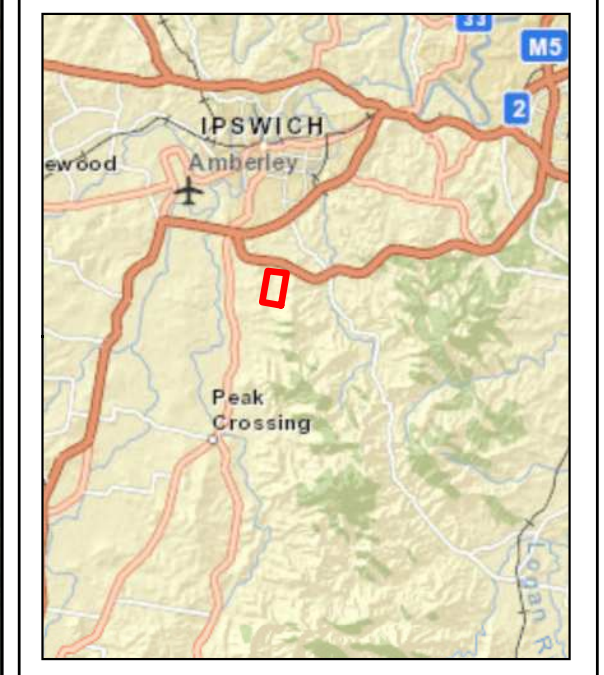 33
M5
2
IPSWICH
ewood
Amberley
Peak
Crossing
Logan R